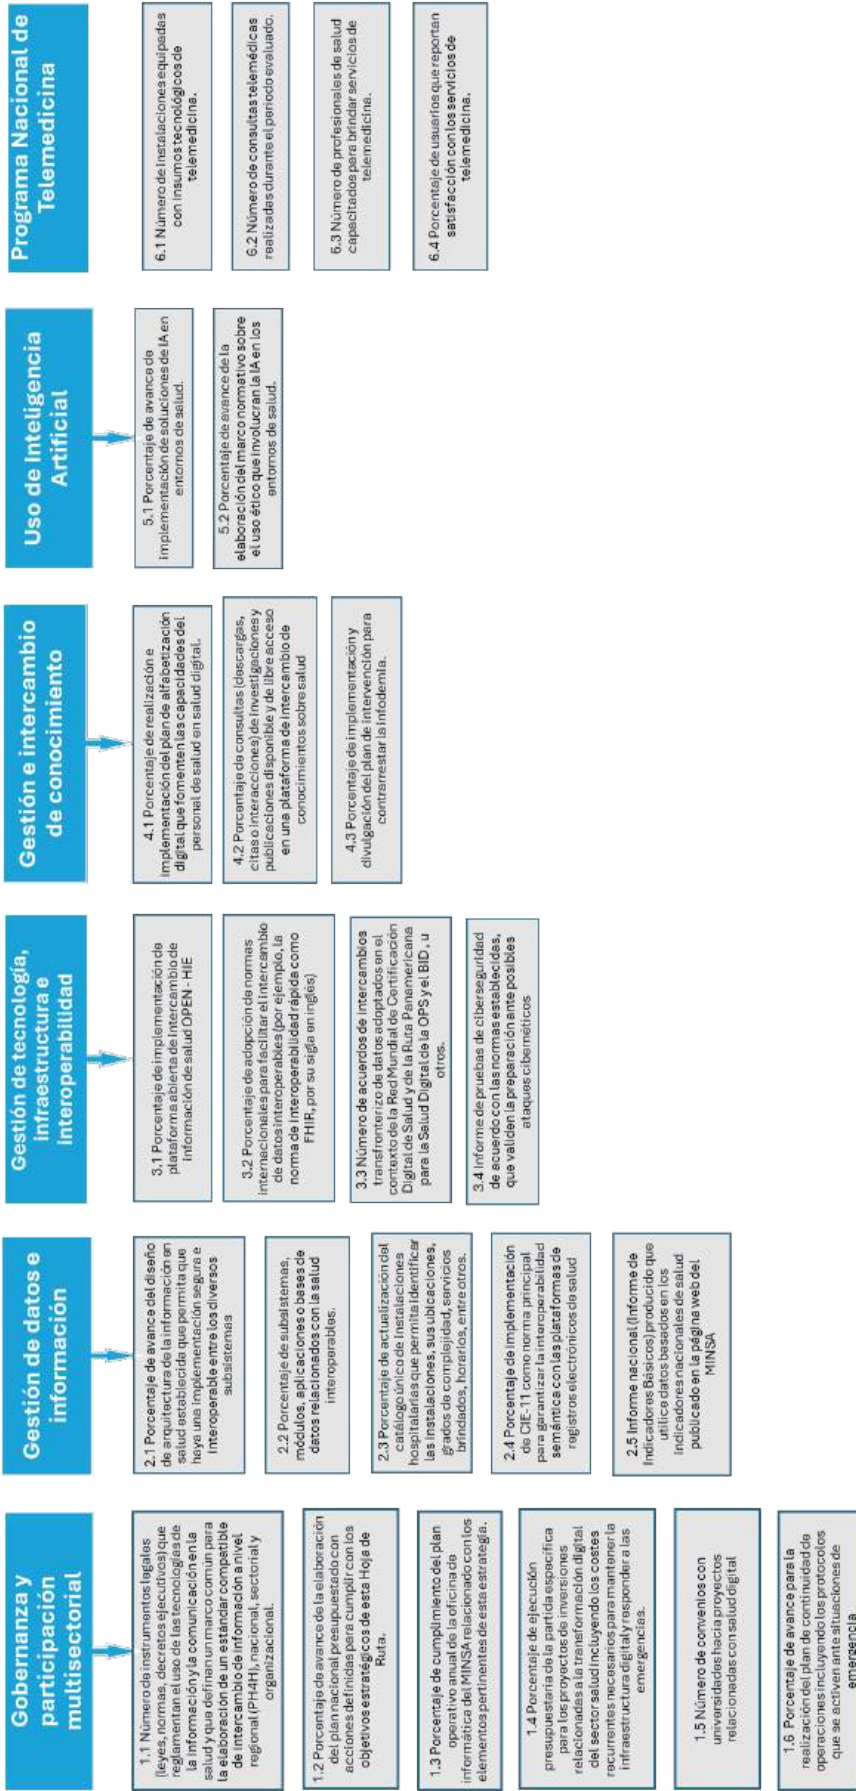 Gobernanza y
participación
multisectorial
1.1 Número de instrumentos legales
(leyes, normas, decretos ejecutivos) que
reglamentan el uso de las tecnologías de
la información y la comunicación en la
salud y que definan un marco común para
la elaboración de un estándar compatible
de intercambio de información a nivel
regional (PH4H), nacional, sectorial y
organizacional.
1.2 Porcentaje de avance de la elaboración
del plan nacional presupuestado con
acciones definidas para cumplir con los
objetivos estratégicos de esta Hoja de
Ruta.
1.3 Porcentaje de cumplimiento del plan
operativo anual de la oficina de
informática del MINSA relacionado con los
elementos pertinentes de esta estrategia.
1.4 Porcentaje de ejecución
presupuestaria de la partida específica
para los proyectos de inversiones
relacionadas a la transformación digital
del sector salud incluyendo los costes
recurrentes necesarios para mantener la
infraestructura digital y responder a las
emergencias.
1.5 Número de convenios con
universidades hacia proyectos
relacionadas con salud digital
1.6 Porcentaje de avance para la
realización del plan de continuidad de
operaciones incluyendo los protocolos
que se activen ante situaciones de
emergencia.
Gestión de datos e
información
2.1 Porcentaje de avance del diseño
de arquitectura de la información en
salud establecida que permita que
haya una implementación segura e
interoperable entre los diversos
subsistemas
2.2 Porcentaje de subsistemas,
módulos, aplicaciones o bases de
datos relacionados con la salud
interoperables.
2.3 Porcentaje de actualización del
catálogo único de Instalaciones
hospitalarias que permita identificar
las instalaciones, sus ubicaciones,
grados de complejidad, servicios
brindados, horarios, entre otros.
2.4 Porcentaje de implementación
de CIE-11 como norma principal
para garantizar la interoperabilidad
semántica con las plataformas de
registros electrónicos de salud
2.5 Informe nacional (Informe de
Indicadores Básicos) producido que
utilice datos basados en los
indicadores nacionales de salud
publicado en la página web del
MINSA
Gestión de tecnología,
infraestructura e
interoperabilidad
3.1 Porcentaje de implementación de
plataforma abierta de intercambio de
información de salud OPEN - HIE
3.2 Porcentaje de adopción de normas
internacionales para facilitar el intercambio
de datos interoperables (por ejemplo, la
norma de interoperabilidad rápida como
FHIR, por su sigla en inglés)
3.3 Número de acuerdos de intercambios
transfronterizo de datos adoptados en el
contexto de la Red Mundial de Certificación
Digital de Salud y de la Ruta Panamericana
para la Salud Digital de la OPS y el BID, u
otros.
3.4 Informe de pruebas de ciberseguridad
de acuerdo con las normas establecidas,
que validen la preparación ante posibles
ataques cibernéticos
Gestión e intercambio
de conocimiento
4.1 Porcentaje de realización e
implementación del plan de alfabetización
digital que fomenten las capacidades del
personal de salud en salud digital.
4.2 Porcentaje de consultas (descargas,
citas o interacciones) de investigaciones y
publicaciones disponible y de libre acceso
en una plataforma de intercambio de
conocimientos sobre salud
4.3 Porcentaje de implementación y
divulgación del plan de intervención para
contrarrestar la infodemia.
Uso de Inteligencia
Artificial
5.1 Porcentaje de avance de
implementación de soluciones de IA en
entornos de salud.
5.2 Porcentaje de avance de la
elaboración del marco normativo sobre
el uso ético que involucran la IA en los
entornos de salud.
Programa Nacional de
Telemedicina
6.1 Número de instalaciones equipadas
con insumos tecnológicos de
telemedicina.
6.2 Número de consultas telemédicas
realizadas durante el periodo evaluado.
6.3 Número de profesionales de salud
capacitados para brindar servicios de
telemedicina.
6.4 Porcentaje de usuarios que reportan
satisfacción con los servicios de
telemedicina.